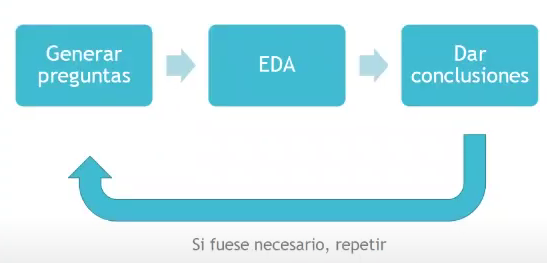 Generar
preguntas
EDA
Dar
conclusiones
Si fuese necesario, repetir